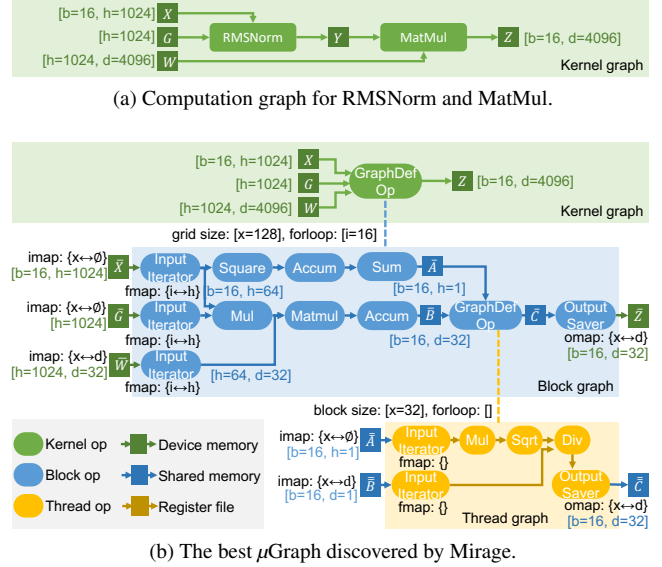 [b=16, h=1024] X
[h=1024] G RMSNorm Y MatMul Z [b=16, d=4096]
[h=1024, d=4096] W
Kernel graph
(a) Computation graph for RMSNorm and MatMul.
[b=16, h=1024] X
[h=1024] G GraphDef Op Z [b=16, d=4096]
[h=1024, d=4096] W
Kernel graph
grid size: [x=128], forloop: [i=16]
imap: {x↔∅} X̄ Input Iterator Square Accum Sum Ā
[b=16, h=1024] fmap: {i↔h} [b=16, h=64] [b=16, h=1]
imap: {x↔∅} Ḡ Input Iterator Mul Matmul Accum B̄ GraphDef Op C̄ Output Saver Z̄
[h=1024] fmap: {i↔h} [b=16, d=32] omap: {x↔d}
imap: {x↔d} W̄ Input Iterator [b=16, d=32]
[h=1024, d=32] fmap: {i↔h} [h=64, d=32] Block graph
block size: [x=32], forloop: []
Kernel op Device memory
Block op Shared memory
Thread op Register file
imap: {x↔∅} A̿ Input Iterator Mul Sqrt Div
[b=16, h=1] fmap: {}
imap: {x↔d} B̿ Input Iterator Output Saver C̿
[b=16, d=1] fmap: {} omap: {x↔d}
Thread graph [b=16, d=32]
(b) The best μGraph discovered by Mirage.